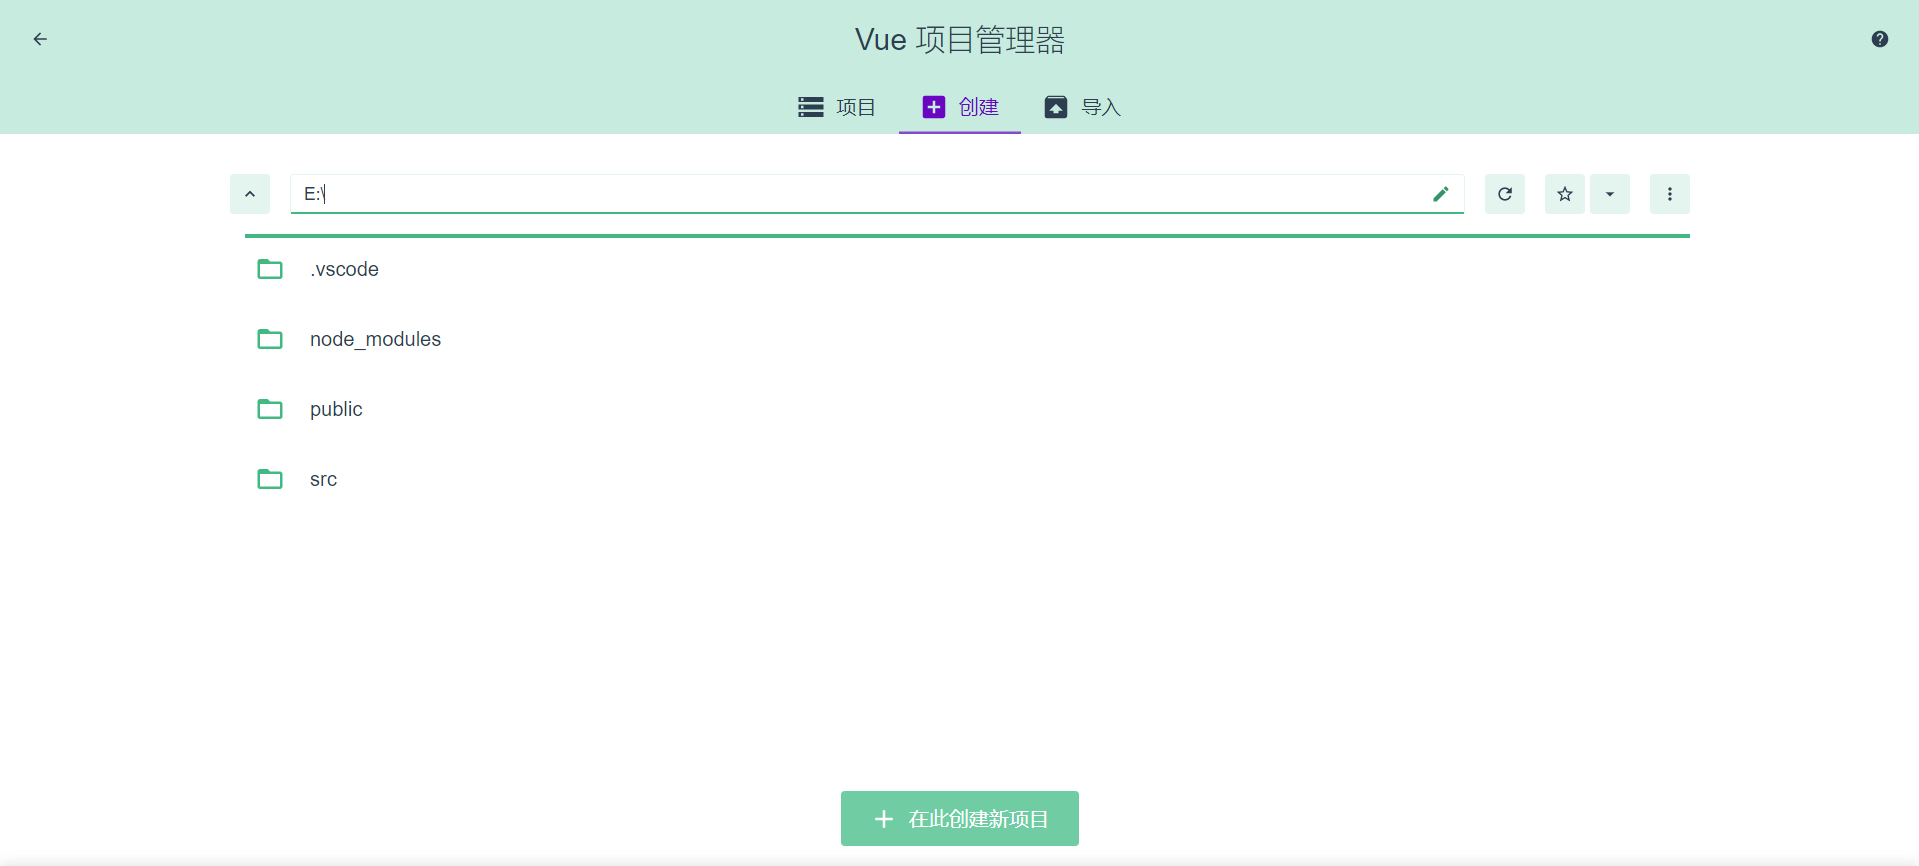 Vue 项目管理器
项目 创建 导入
E:\
.vscode
node_modules
public
src
在此创建新项目